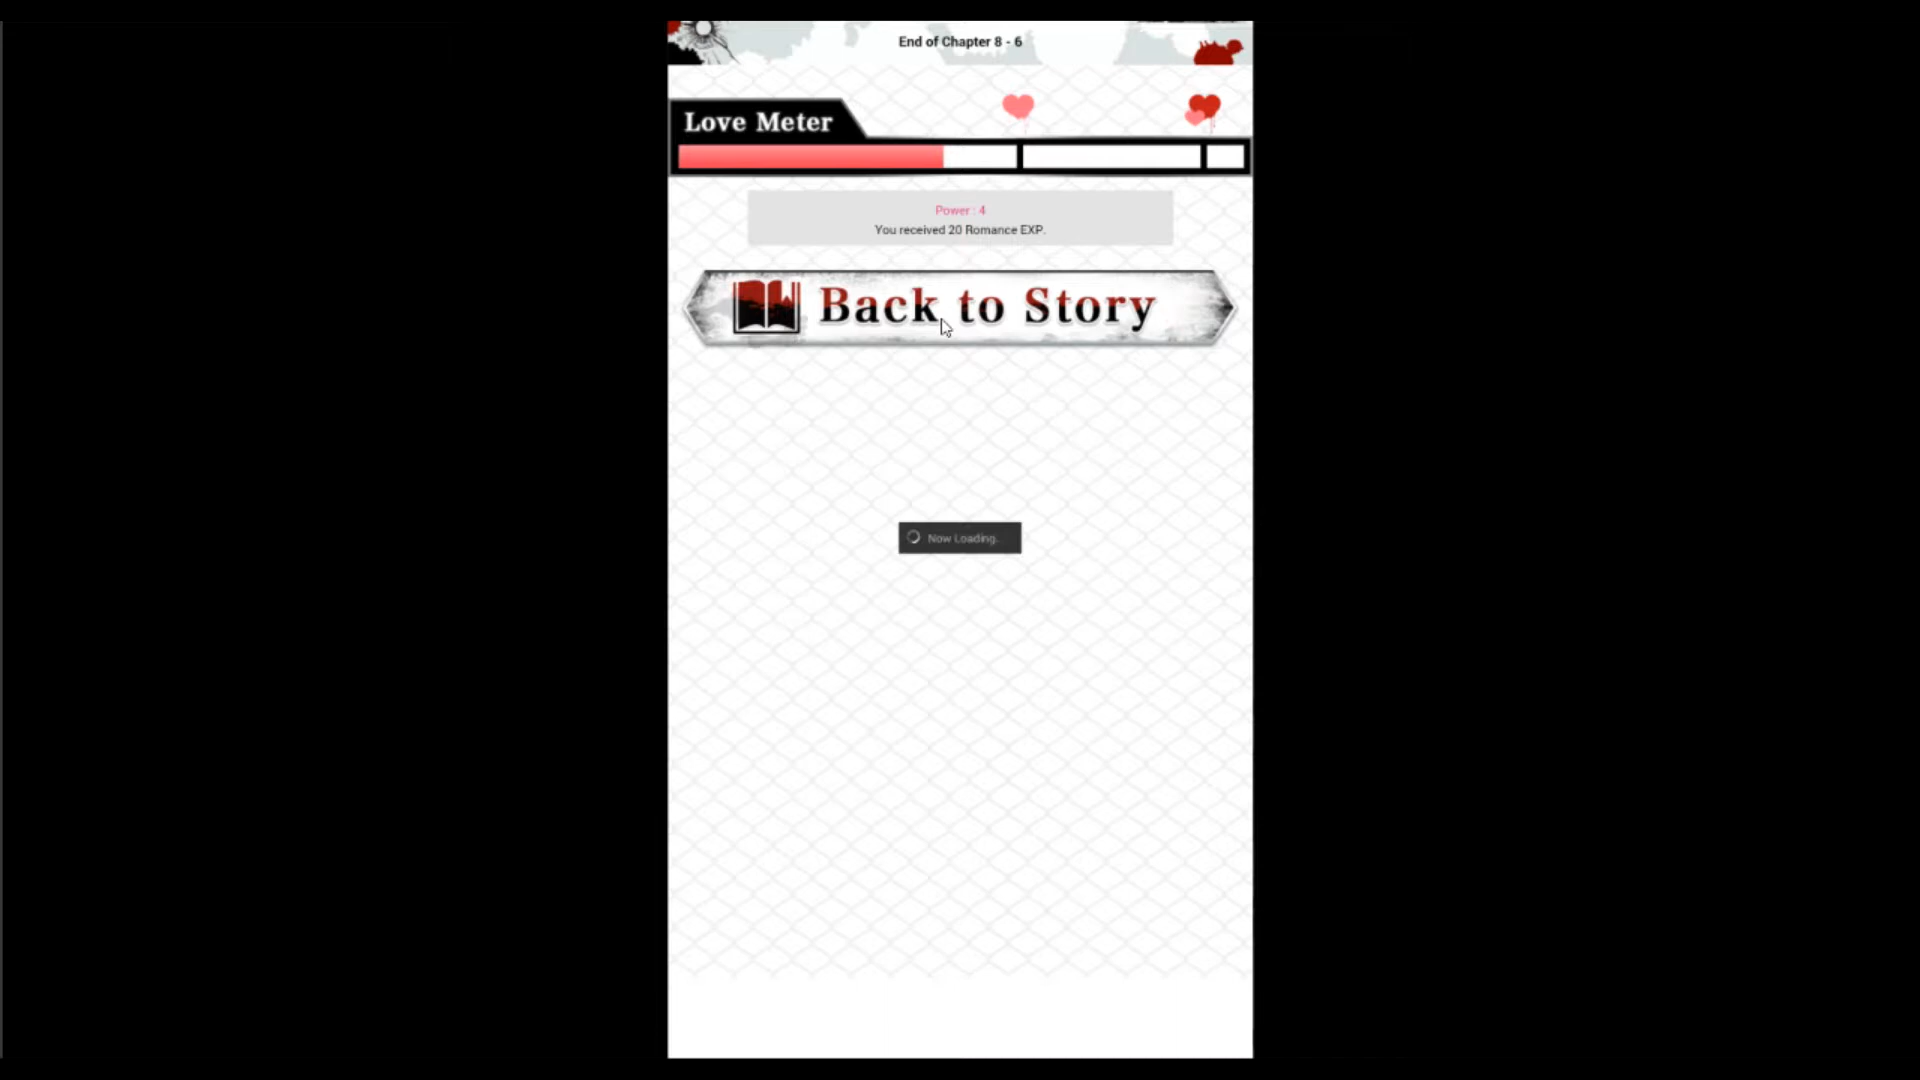 End of Chapter 8 - 6
Love Meter
Power : 4
You received 20 Romance EXP.
Back to Story
Now Loading.